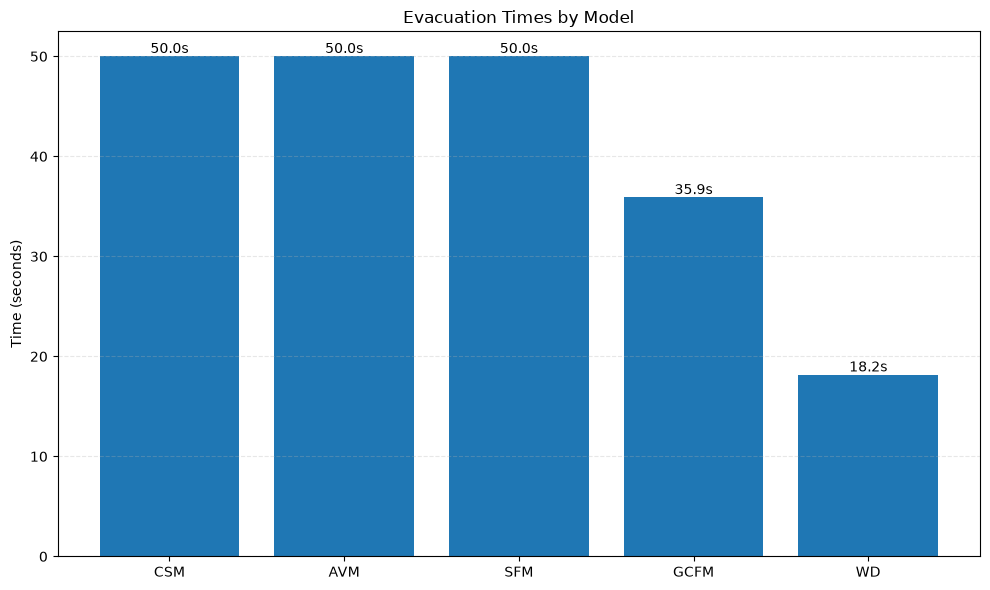 Evacuation Times by Model
Time (seconds)
50
40
30
20
10
0
50.0s
50.0s
50.0s
35.9s
18.2s
CSM
AVM
SFM
GCFM
WD